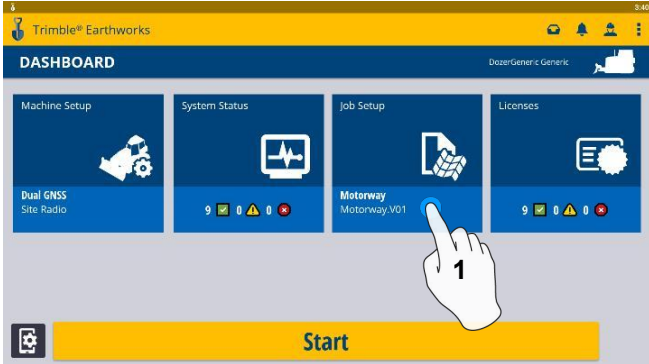 3:40
Trimble® Earthworks
DASHBOARD
DozerGeneric Generic
Machine Setup
Dual GNSS
Site Radio
System Status
9 0 0
Job Setup
Motorway
Motorway.V01
Licenses
9 0 0
1
Start